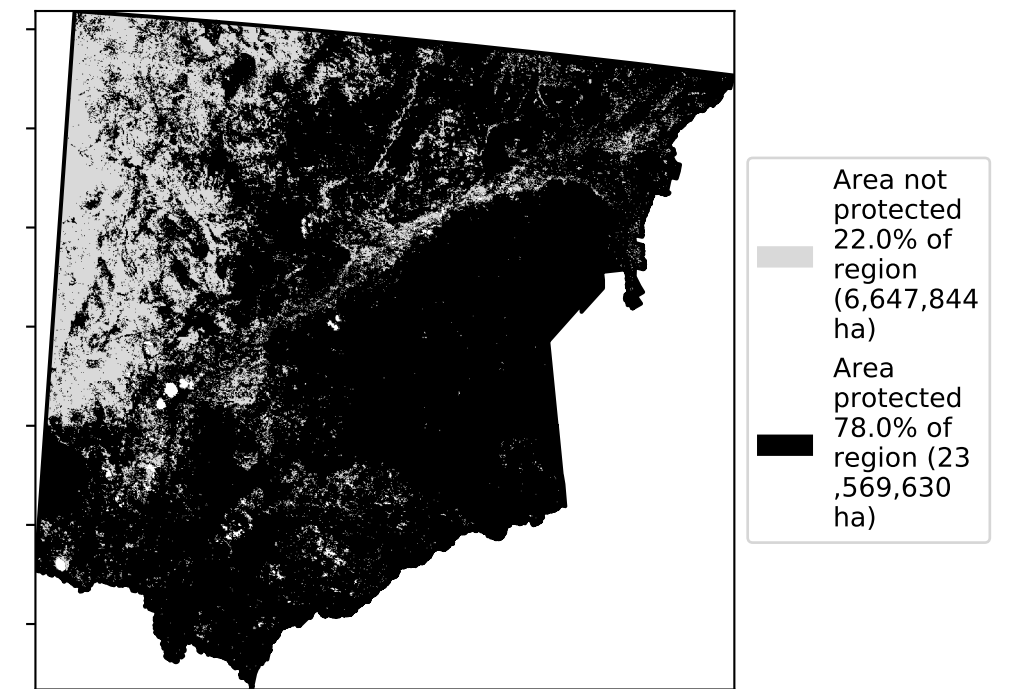 Area not
protected
22.0% of
region
(6,647,844
ha)
Area
protected
78.0% of
region (23
,569,630
ha)